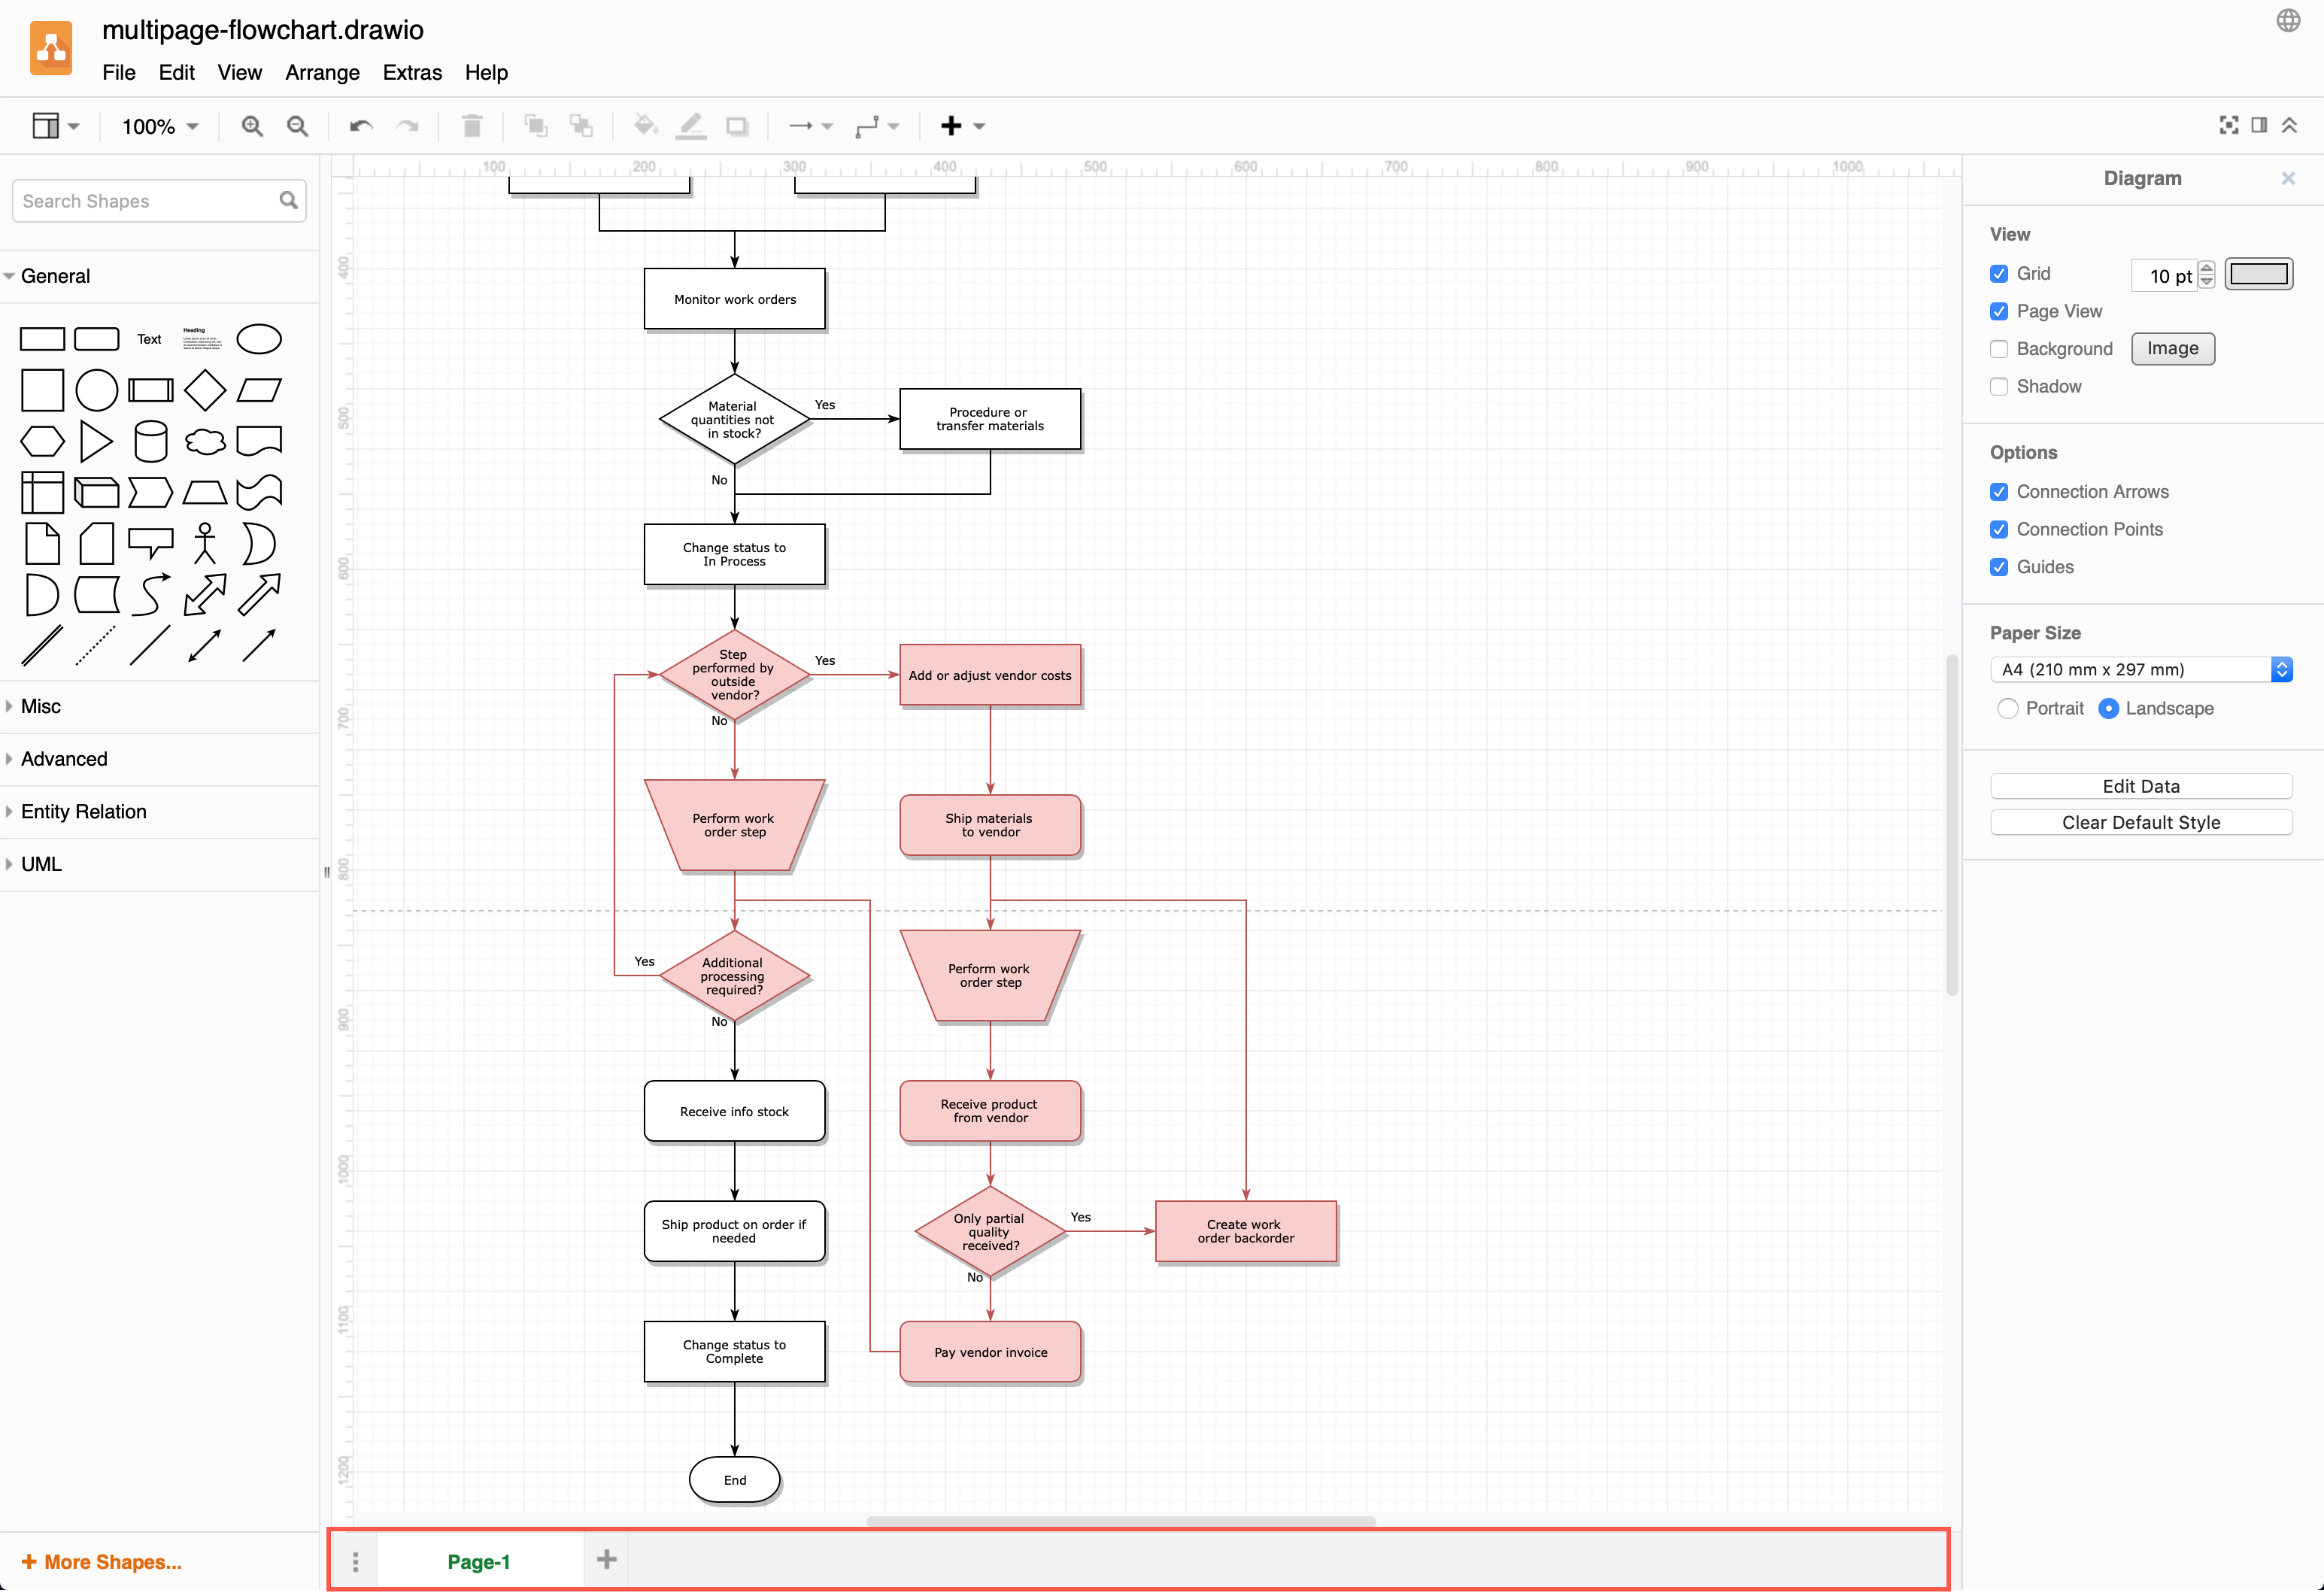 multipage-flowchart.drawio
File Edit View Arrange Extras Help
100%
Search Shapes
General
Text
Heading
Misc
Advanced
Entity Relation
UML
+ More Shapes...
100 200 300 400 500 600 700 800 900 1000
400
500
600
700
800
900
1000
1100
1200
Monitor work orders
Material
quantities not
in stock?
Yes
No
Procedure or
transfer materials
Change status to
In Process
Step
performed by
outside
vendor?
Yes
No
Add or adjust vendor costs
Perform work
order step
Ship materials
to vendor
Additional
processing
required?
Yes
No
Perform work
order step
Receive info stock
Receive product
from vendor
Ship product on order if
needed
Only partial
quality
received?
Yes
No
Create work
order backorder
Change status to
Complete
Pay vendor invoice
End
Page-1
Diagram
View
Grid
10 pt
Page View
Background
Image
Shadow
Options
Connection Arrows
Connection Points
Guides
Paper Size
A4 (210 mm x 297 mm)
Portrait Landscape
Edit Data
Clear Default Style